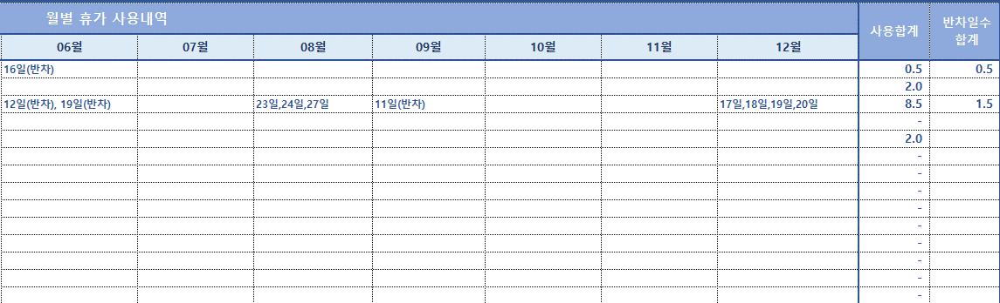 월별 휴가 사용내역
사용합계 반차일수 합계
06월 07월 08월 09월 10월 11월 12월
16일(반차) 0.5 0.5
2.0
12일(반차), 19일(반차) 23일,24일,27일 11일(반차) 17일,18일,19일,20일 8.5 1.5
-
2.0
-
-
-
-
-
-
-
-
-